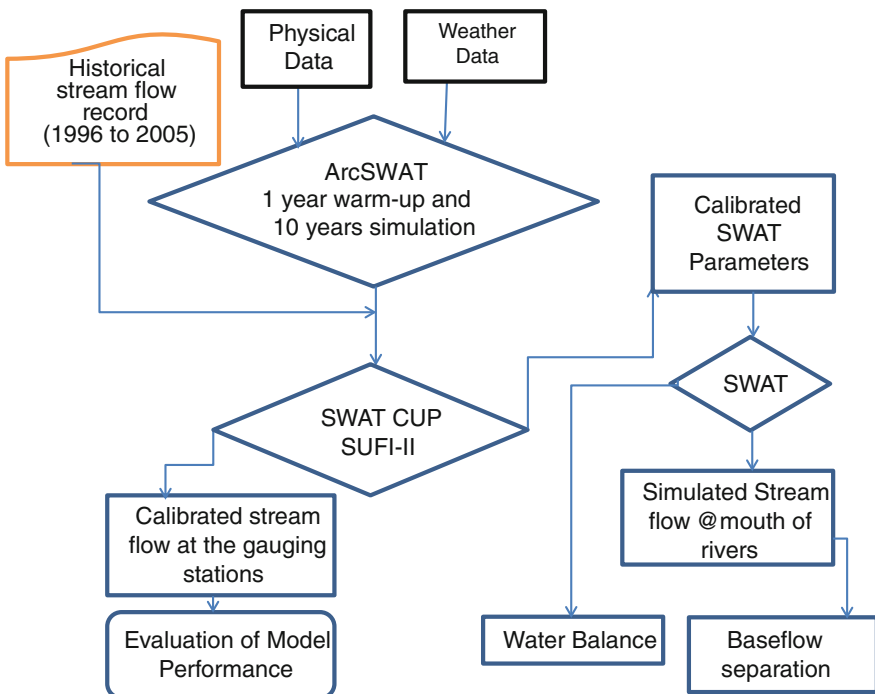 Physical
Data
Weather
Data
Historical
stream flow
record
(1996 to 2005)
ArcSWAT
1 year warm-up and
10 years simulation
Calibrated
SWAT
Parameters
SWAT
SWAT CUP
SUFI-II
Simulated Stream
flow @mouth of
rivers
Calibrated stream
flow at the gauging
stations
Evaluation of Model
Performance
Water Balance
Baseflow
separation